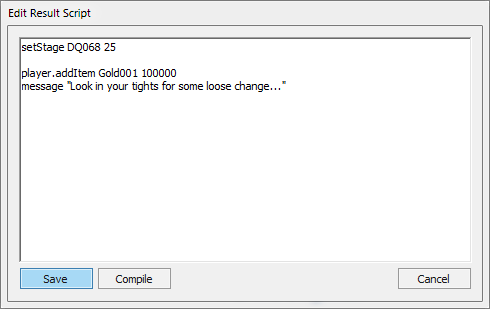 Edit Result Script
setStage DQ068 25
player.addItem Gold001 100000
message "Look in your tights for some loose change..."
Save
Compile
Cancel